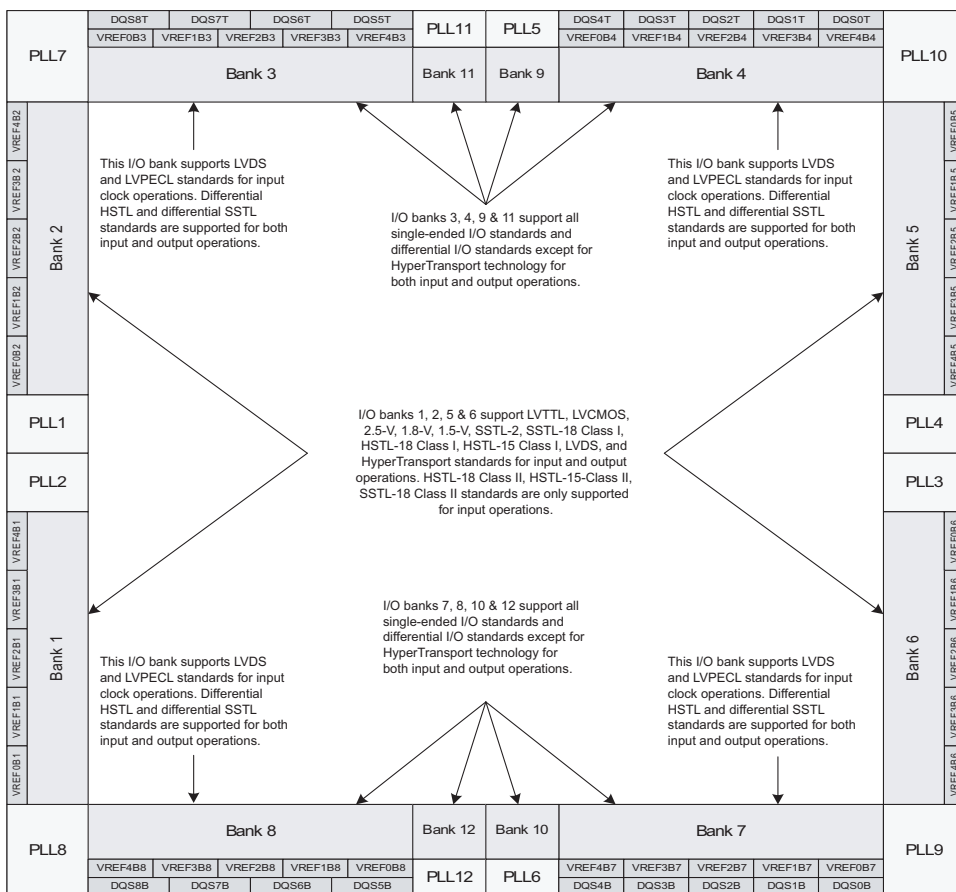 DQS8T DQS7T DQS6T DQS5T
PLL11 PLL5
DQS4T DQS3T DQS2T DQS1T DQS0T
VREF0B3 VREF1B3 VREF2B3 VREF3B3 VREF4B3
VREF0B4 VREF1B4 VREF2B4 VREF3B4 VREF4B4
PLL7
PLL10
Bank 3
Bank 11
Bank 9
Bank 4
VREF4B2
VREF3B2
VREF2B2
VREF1B2
VREF0B2
Bank 2
This I/O bank supports LVDS
and LVPECL standards for input
clock operations. Differential
HSTL and differential SSTL
standards are supported for both
input and output operations.
I/O banks 3, 4, 9 & 11 support all
single-ended I/O standards and
differential I/O standards except for
HyperTransport technology for
both input and output operations.
This I/O bank supports LVDS
and LVPECL standards for input
clock operations. Differential
HSTL and differential SSTL
standards are supported for both
input and output operations.
Bank 5
VREF0B5
VREF1B5
VREF2B5
VREF3B5
VREF4B5
PLL1
PLL2
I/O banks 1, 2, 5 & 6 support LVTTL, LVCMOS,
2.5-V, 1.8-V, 1.5-V, SSTL-2, SSTL-18 Class I,
HSTL-18 Class I, HSTL-15 Class I, LVDS, and
HyperTransport standards for input and output
operations. HSTL-18 Class II, HSTL-15-Class II,
SSTL-18 Class II standards are only supported
for input operations.
PLL4
PLL3
VREF4B1
VREF3B1
VREF2B1
VREF1B1
VREF0B1
Bank 1
This I/O bank supports LVDS
and LVPECL standards for input
clock operations. Differential
HSTL and differential SSTL
standards are supported for both
input and output operations.
I/O banks 7, 8, 10 & 12 support all
single-ended I/O standards and
differential I/O standards except for
HyperTransport technology for
both input and output operations.
This I/O bank supports LVDS
and LVPECL standards for input
clock operations. Differential
HSTL and differential SSTL
standards are supported for both
input and output operations.
Bank 6
VREF0B6
VREF1B6
VREF2B6
VREF3B6
VREF4B6
PLL8
Bank 8
Bank 12
Bank 10
Bank 7
PLL9
VREF4B8 VREF3B8 VREF2B8 VREF1B8 VREF0B8
PLL12 PLL6
VREF4B7 VREF3B7 VREF2B7 VREF1B7 VREF0B7
DQS8B DQS7B DQS6B DQS5B
DQS4B DQS3B DQS2B DQS1B DQS0B